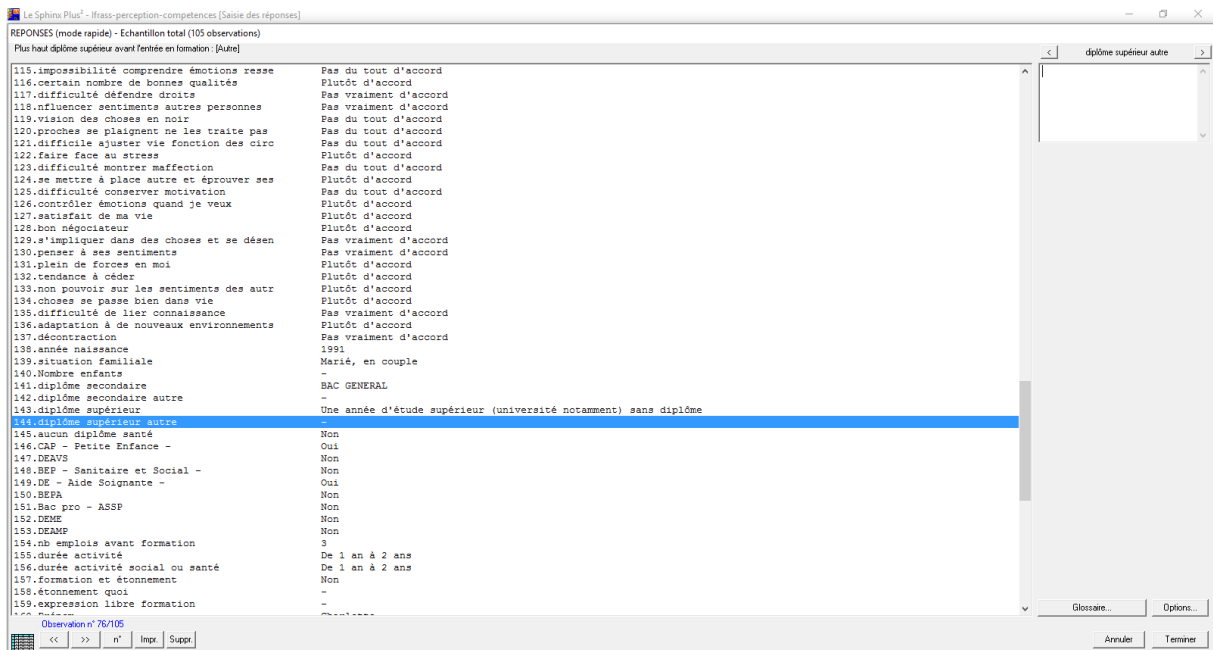 Le Sphinx Plus² - Ifrass-perception-competences [Saisie des réponses]
REPONSES (mode rapide) - Echantillon total (105 observations)
Plus haut diplôme supérieur avant l'entrée en formation : [Autre]
< diplôme supérieur autre >
115.impossibilité comprendre émotions resse Pas du tout d'accord
116.certain nombre de bonnes qualités Plutôt d'accord
117.difficulté défendre droits Pas vraiment d'accord
118.nfluencer sentiments autres personnes Pas vraiment d'accord
119.vision des choses en noir Pas du tout d'accord
120.proches se plaignent ne les traite pas Pas du tout d'accord
121.difficile ajuster vie fonction des circ Pas du tout d'accord
122.faire face au stress Plutôt d'accord
123.difficulté montrer maffection Pas du tout d'accord
124.se mettre à place autre et éprouver ses Plutôt d'accord
125.difficulté conserver motivation Pas du tout d'accord
126.contrôler émotions quand je veux Plutôt d'accord
127.satisfait de ma vie Plutôt d'accord
128.bon négociateur Plutôt d'accord
129.s'impliquer dans des choses et se désen Pas vraiment d'accord
130.penser à ses sentiments Pas vraiment d'accord
131.plein de forces en moi Plutôt d'accord
132.tendance à céder Plutôt d'accord
133.non pouvoir sur les sentiments des autr Plutôt d'accord
134.choses se passe bien dans vie Plutôt d'accord
135.difficulté de lier connaissance Pas vraiment d'accord
136.adaptation à de nouveaux environnements Plutôt d'accord
137.décontraction Pas vraiment d'accord
138.année naissance 1991
139.situation familiale Marié, en couple
140.Nombre enfants -
141.diplôme secondaire BAC GENERAL
142.diplôme secondaire autre -
143.diplôme supérieur Une année d'étude supérieur (université notamment) sans diplôme
144.diplôme supérieur autre -
145.aucun diplôme santé Non
146.CAP - Petite Enfance - Oui
147.DEAVS Non
148.BEP - Sanitaire et Social - Non
149.DE - Aide Soignante - Oui
150.BEPA Non
151.Bac pro - ASSP Non
152.DEME Non
153.DEAMP Non
154.nb emplois avant formation 3
155.durée activité De 1 an à 2 ans
156.durée activité social ou santé De 1 an à 2 ans
157.formation et étonnement Non
158.étonnement quoi -
159.expression libre formation -
Glossaire... Options...
Observation n° 76/105
<< >> n° Impr. Suppr. Annuler Terminer